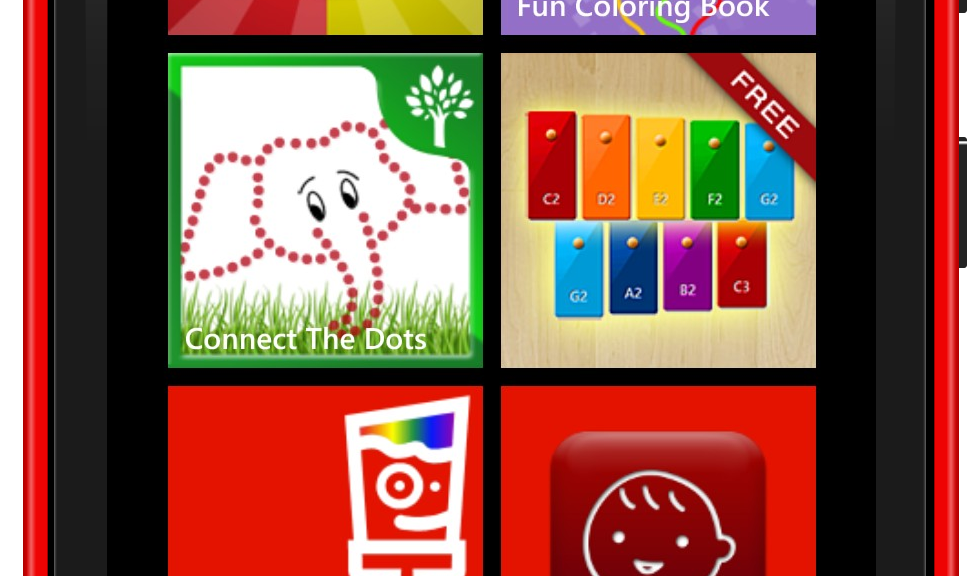 Fun Coloring Book
FREE
C2 D2 E2 F2 G2
G2 A2 B2 C3
Connect The Dots